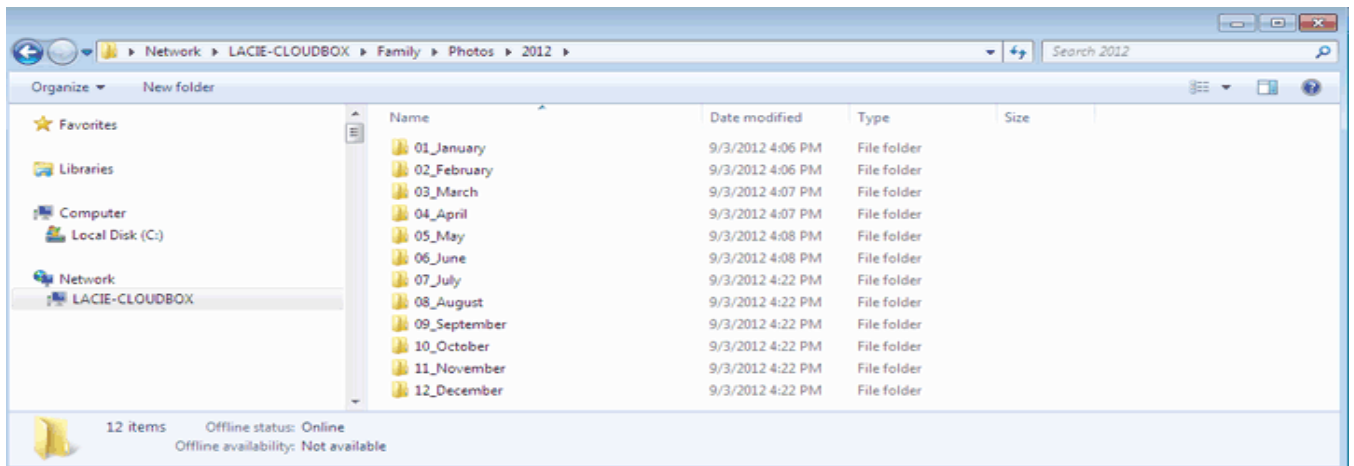 Network ▸ LACIE-CLOUDBOX ▸ Family ▸ Photos ▸ 2012 ▸ Search 2012
Organize New folder
Favorites
Libraries
Computer
Local Disk (C:)
Network
LACIE-CLOUDBOX
Name Date modified Type Size
01_January 9/3/2012 4:06 PM File folder
02_February 9/3/2012 4:06 PM File folder
03_March 9/3/2012 4:07 PM File folder
04_April 9/3/2012 4:07 PM File folder
05_May 9/3/2012 4:08 PM File folder
06_June 9/3/2012 4:08 PM File folder
07_July 9/3/2012 4:22 PM File folder
08_August 9/3/2012 4:22 PM File folder
09_September 9/3/2012 4:22 PM File folder
10_October 9/3/2012 4:22 PM File folder
11_November 9/3/2012 4:22 PM File folder
12_December 9/3/2012 4:22 PM File folder
12 items Offline status: Online
Offline availability: Not available